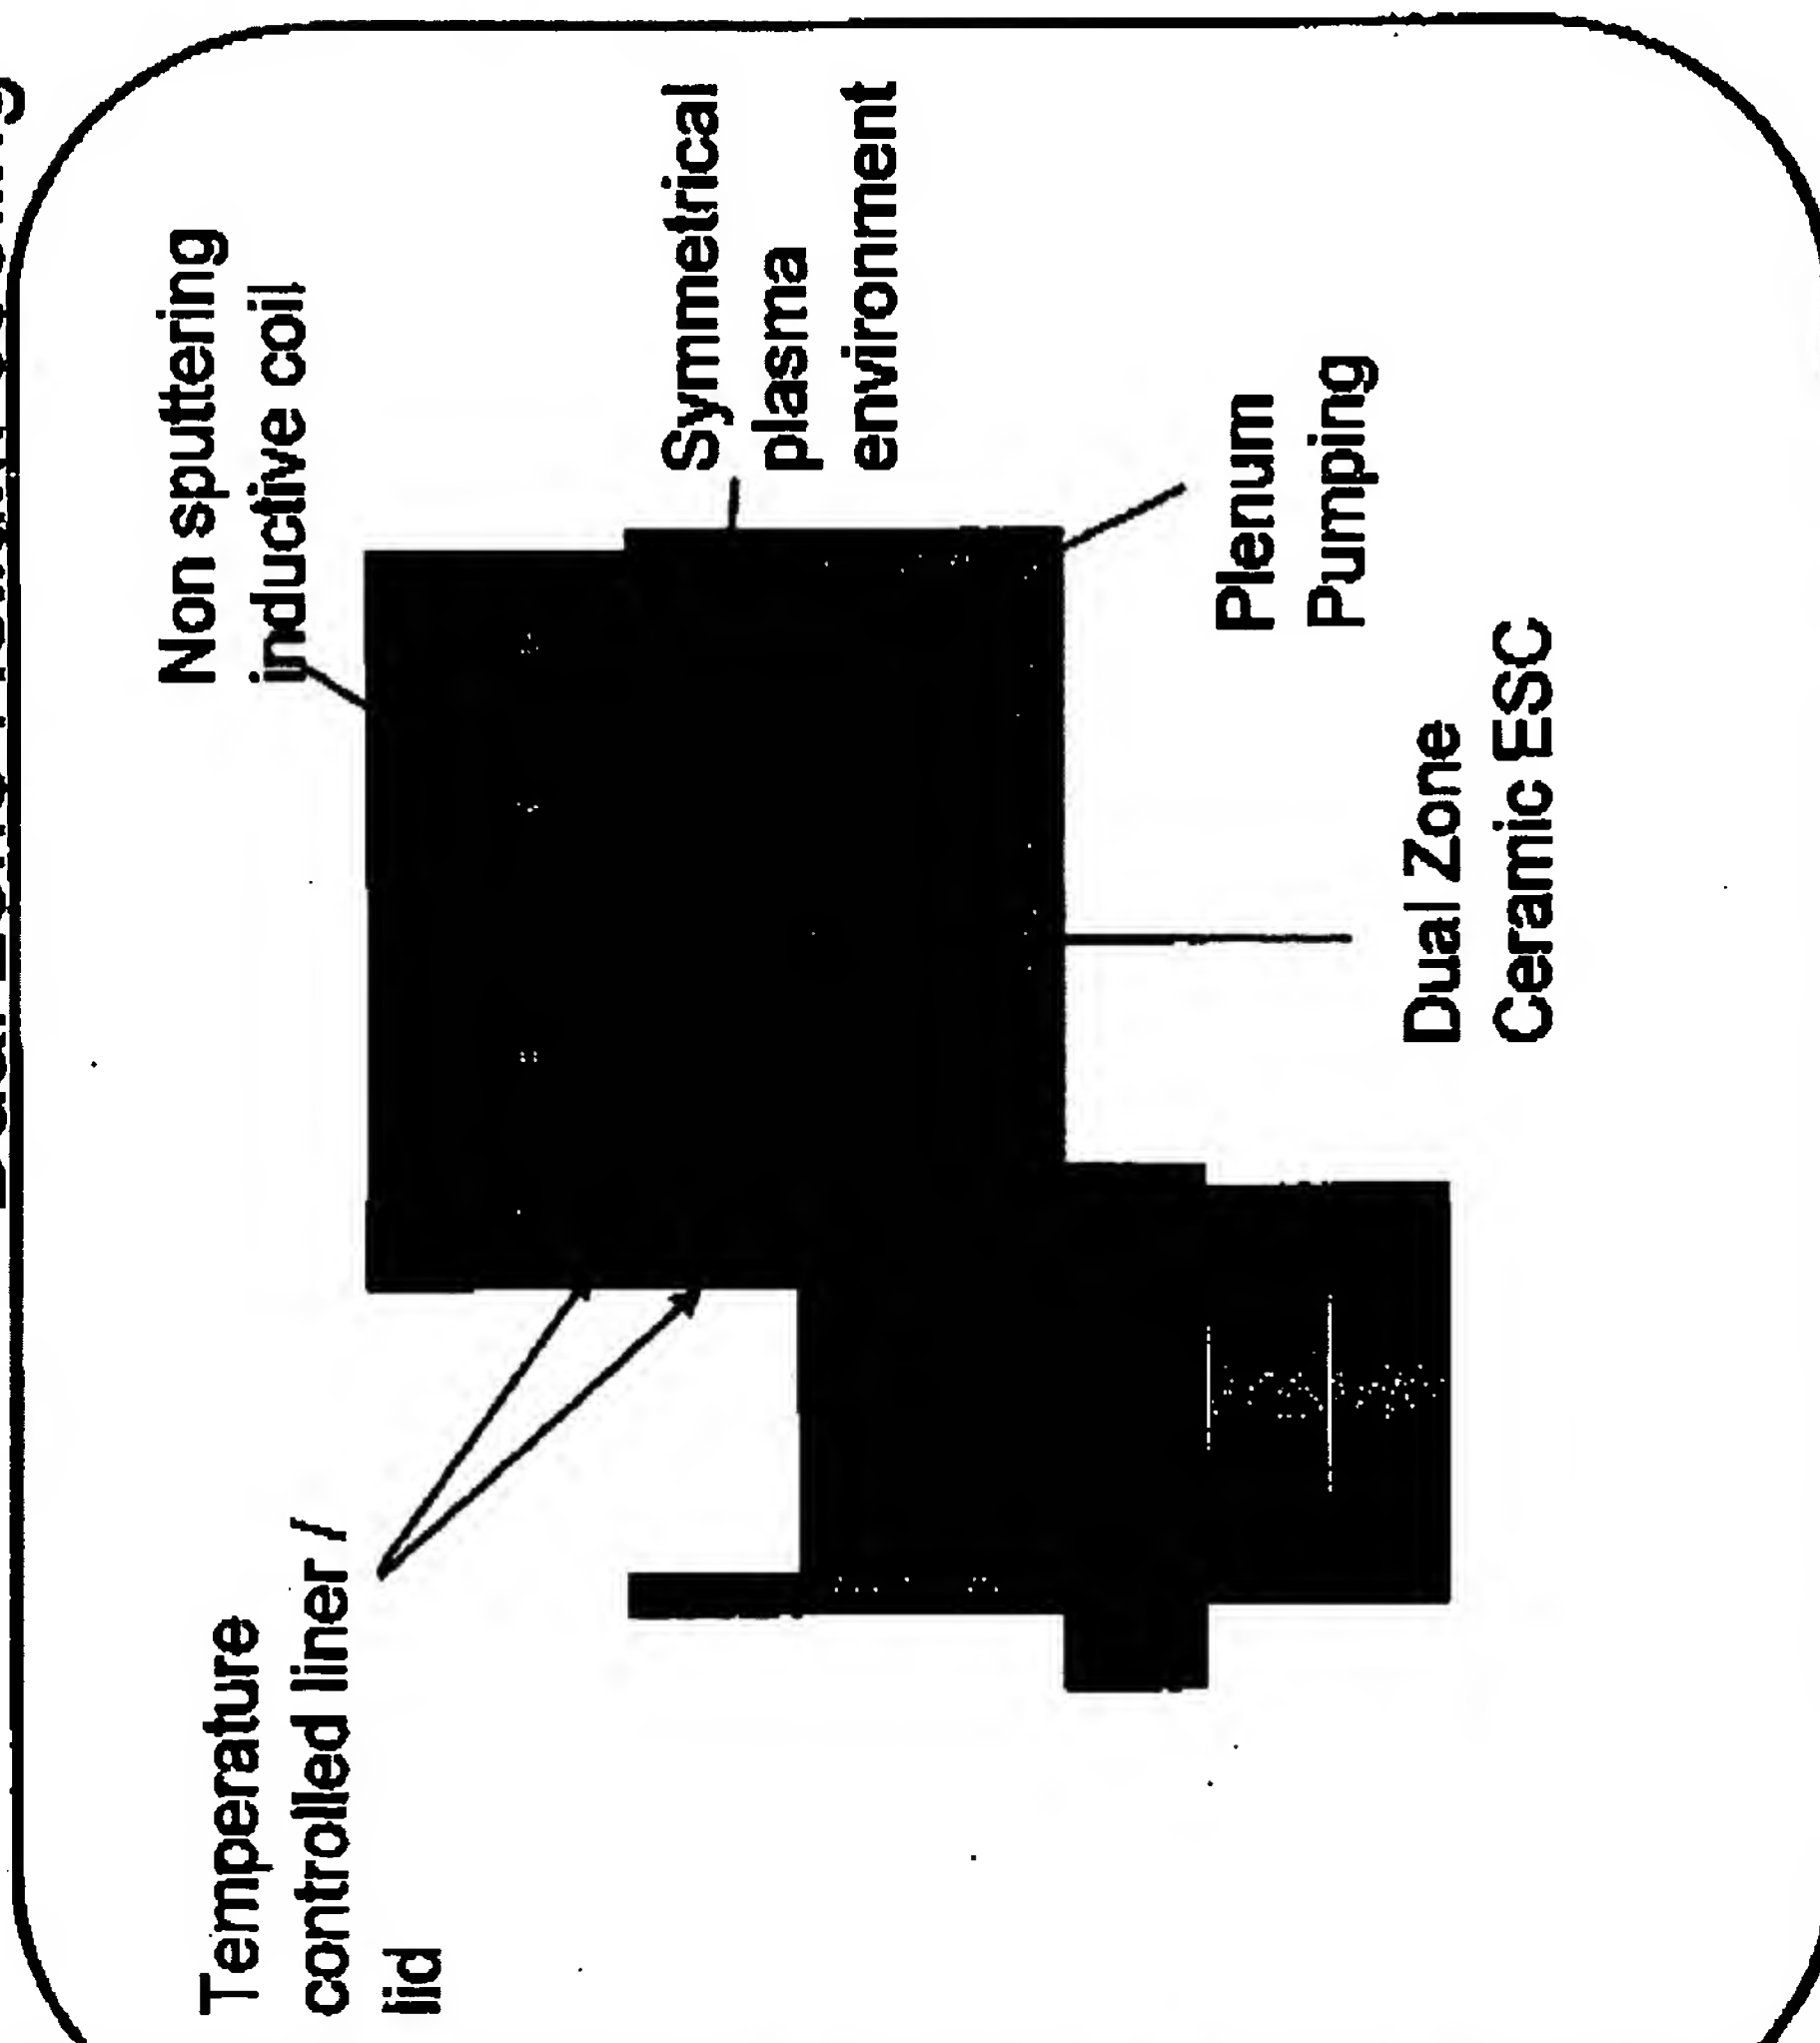 Temperature
controlled liner /
lid
Non sputtering
inductive coil
Symmetrical
plasma
environment
Plenum
Pumping
Dual Zone
Ceramic ESC